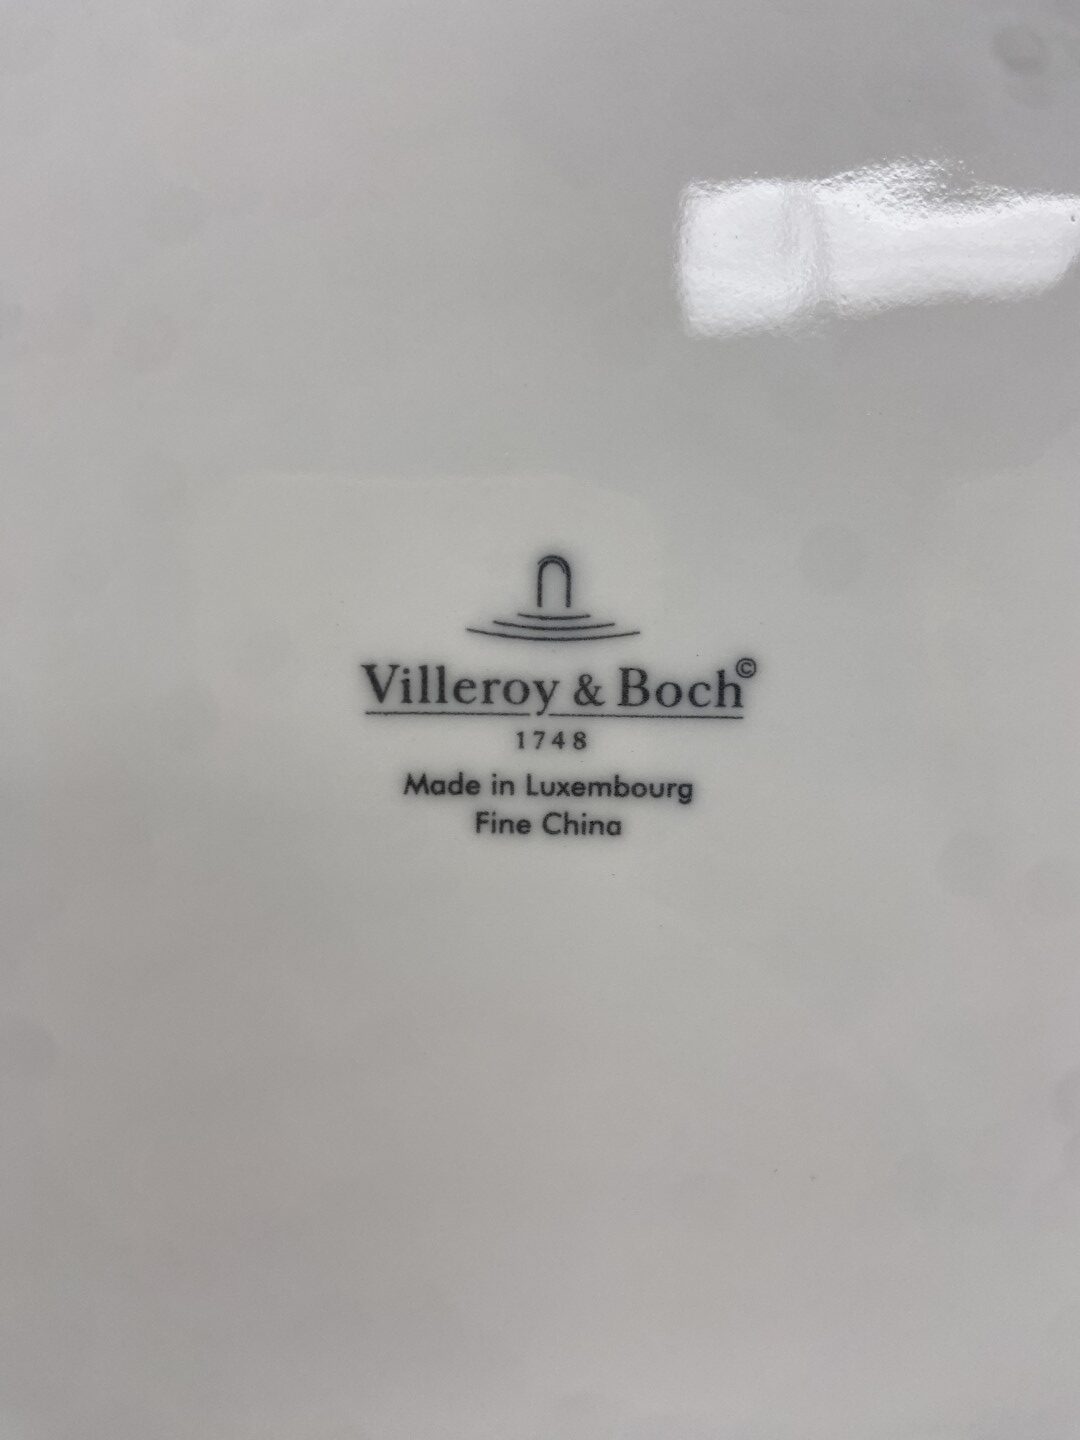 Villeroy & Boch©
1748
Made in Luxembourg
Fine China